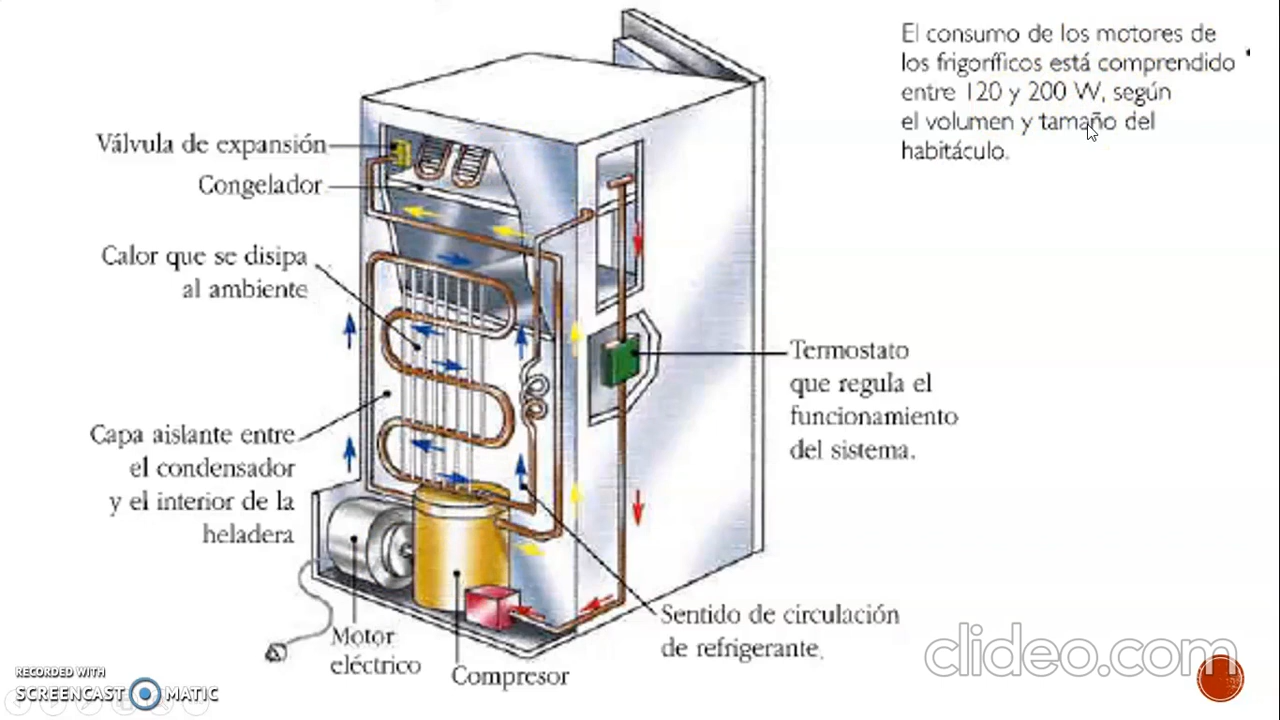 El consumo de los motores de
los frigoríficos está comprendido
entre 120 y 200 W, según
el volumen y tamaño del
habitáculo.
Válvula de expansión
Congelador
Calor que se disipa
al ambiente
Capa aislante entre
el condensador
y el interior de la
heladera
Termostato
que regula el
funcionamiento
del sistema.
Sentido de circulación
de refrigerante.
Motor
eléctrico
Compresor
RECORDED WITH
SCREENCAST MATIC
clideo.com